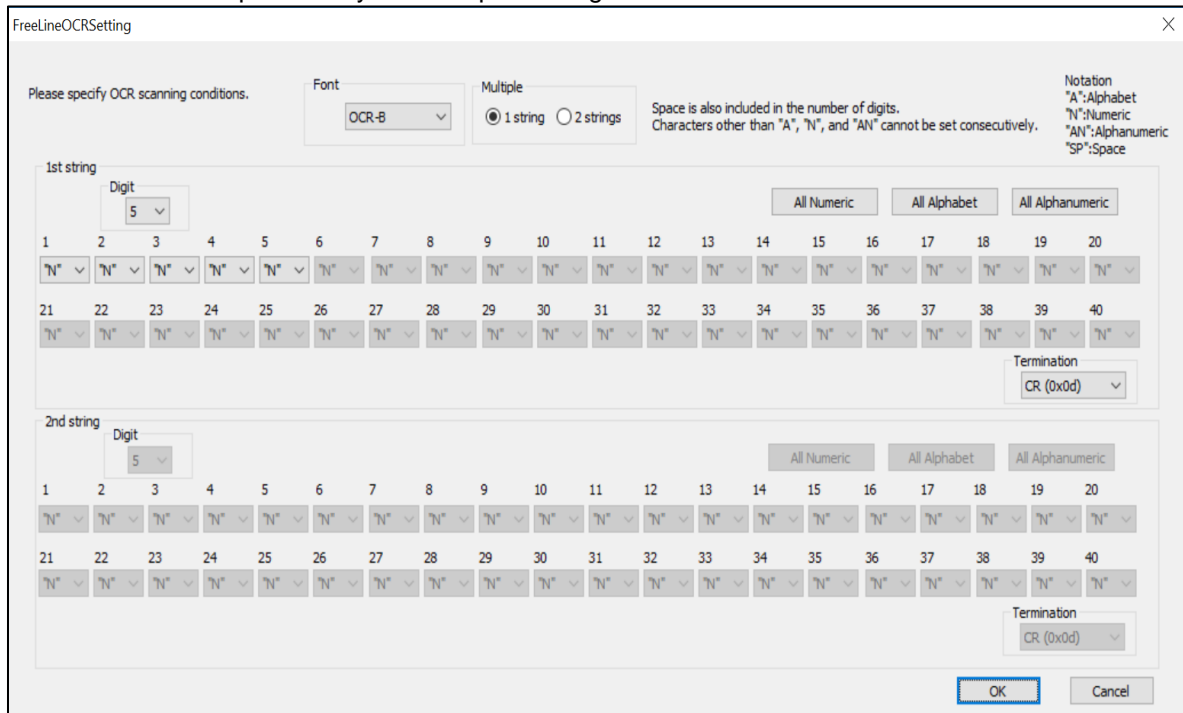 FreeLineOCRSetting
Please specify OCR scanning conditions.
Font
OCR-B
Multiple
1 string 2 strings
Space is also included in the number of digits.
Characters other than "A", "N", and "AN" cannot be set consecutively.
Notation
"A":Alphabet
"N":Numeric
"AN":Alphanumeric
"SP":Space
1st string
Digit
5
All Numeric All Alphabet All Alphanumeric
1 2 3 4 5 6 7 8 9 10 11 12 13 14 15 16 17 18 19 20
"N" "N" "N" "N" "N" "N" "N" "N" "N" "N" "N" "N" "N" "N" "N" "N" "N" "N" "N" "N"
21 22 23 24 25 26 27 28 29 30 31 32 33 34 35 36 37 38 39 40
"N" "N" "N" "N" "N" "N" "N" "N" "N" "N" "N" "N" "N" "N" "N" "N" "N" "N" "N" "N"
Termination
CR (0x0d)
2nd string
Digit
5
All Numeric All Alphabet All Alphanumeric
1 2 3 4 5 6 7 8 9 10 11 12 13 14 15 16 17 18 19 20
"N" "N" "N" "N" "N" "N" "N" "N" "N" "N" "N" "N" "N" "N" "N" "N" "N" "N" "N" "N"
21 22 23 24 25 26 27 28 29 30 31 32 33 34 35 36 37 38 39 40
"N" "N" "N" "N" "N" "N" "N" "N" "N" "N" "N" "N" "N" "N" "N" "N" "N" "N" "N" "N"
Termination
CR (0x0d)
OK Cancel